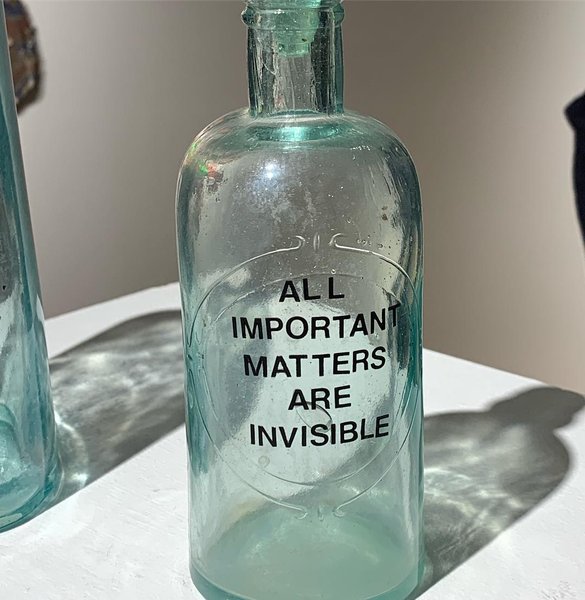 ALL
IMPORTANT
MATTERS
ARE
INVISIBLE